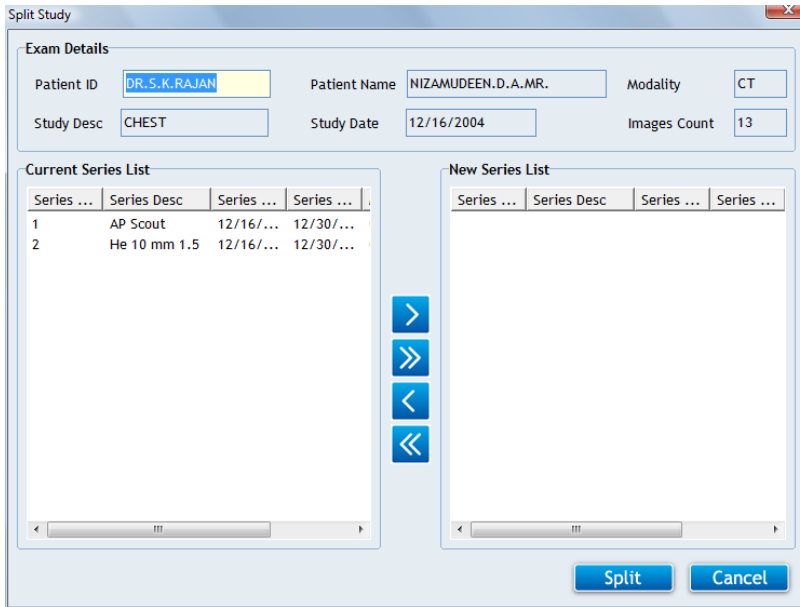 Split Study
Exam Details
Patient ID DR.S.K.RAJAN Patient Name NIZAMUDEEN.D.A.MR. Modality CT
Study Desc CHEST Study Date 12/16/2004 Images Count 13
Current Series List
Series ... Series Desc Series ... Series ...
1 AP Scout 12/16/... 12/30/...
2 He 10 mm 1.5 12/16/... 12/30/...
New Series List
Series ... Series Desc Series ... Series ...
Split Cancel